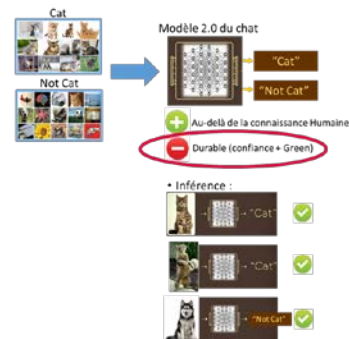 Cat
Not Cat
Modèle 2.0 du chat
"Cat"
"Not Cat"
Au-delà de la connaissance Humaine
Durable (confiance + Green)
• Inférence :
"Cat"
"Cat"
"Not Cat"